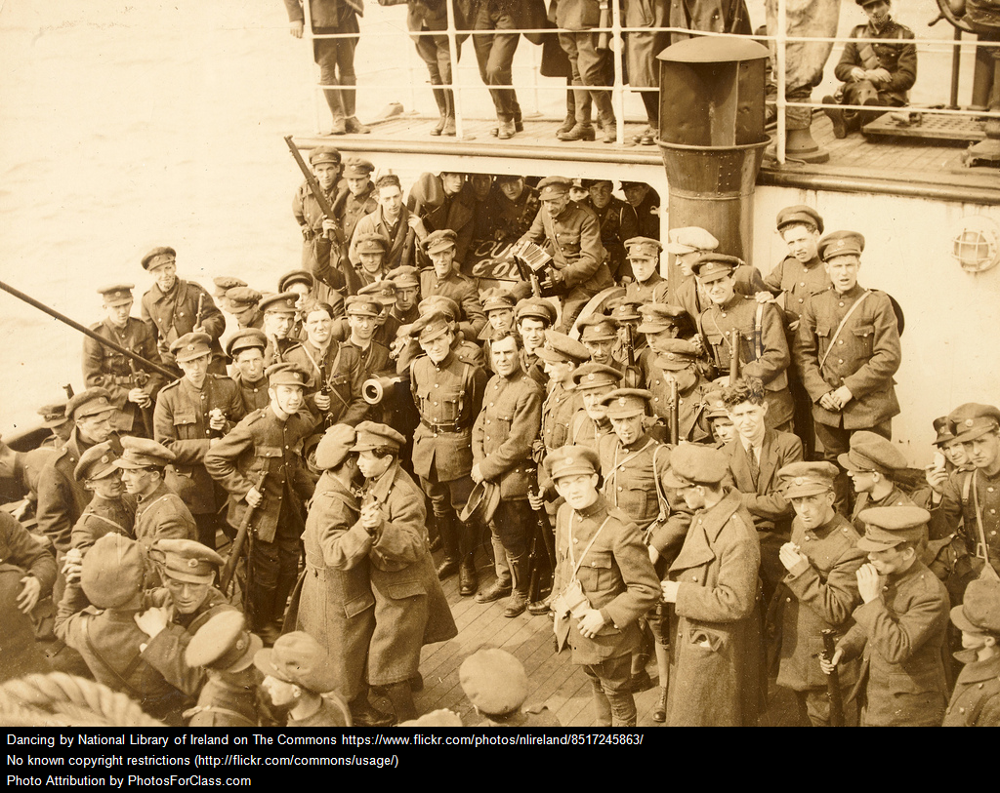 Dancing by National Library of Ireland on The Commons https://www.flickr.com/photos/nlireland/8517245863/
No known copyright restrictions (http://flickr.com/commons/usage/)
Photo Attribution by PhotosForClass.com